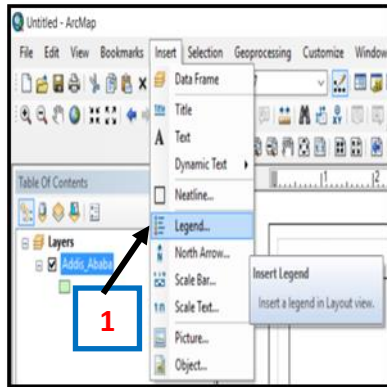 Untitled - ArcMap
File Edit View Bookmarks Insert Selection Geoprocessing Customize Window
Data Frame
Title
Text
Dynamic Text
Neatline...
Legend...
North Arrow...
Scale Bar...
Scale Text...
Picture...
Object...
Table Of Contents
Layers
Addis_Ababa
1
Insert Legend
Insert a legend in Layout view.